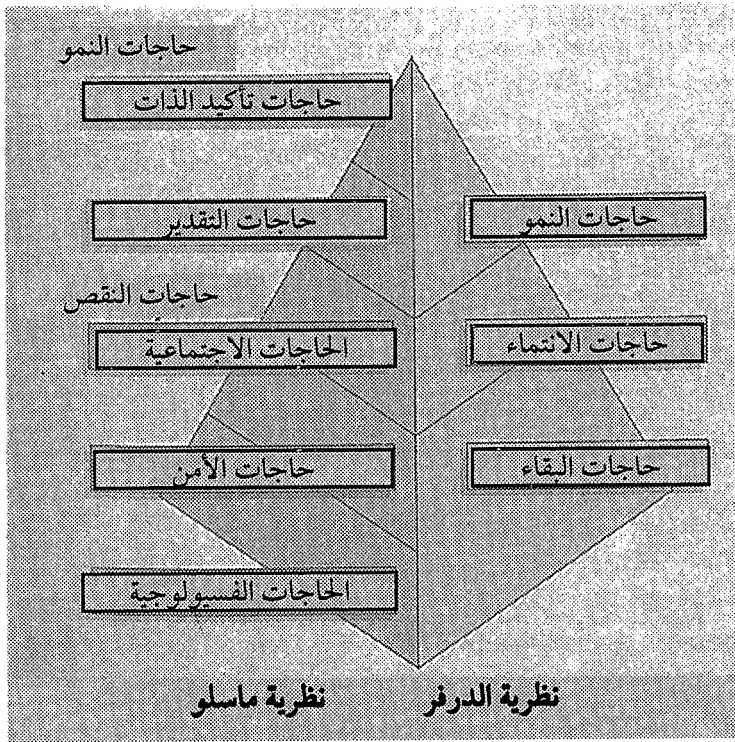 حاجات النمو
حاجات تأكيد الذات
حاجات التقدير
حاجات النمو
حاجات النقص
الحاجات الاجتماعية
حاجات الانتماء
حاجات الأمن
حاجات البقاء
الحاجات الفسيولوجية
نظرية الدرفر
نظرية ماسلو